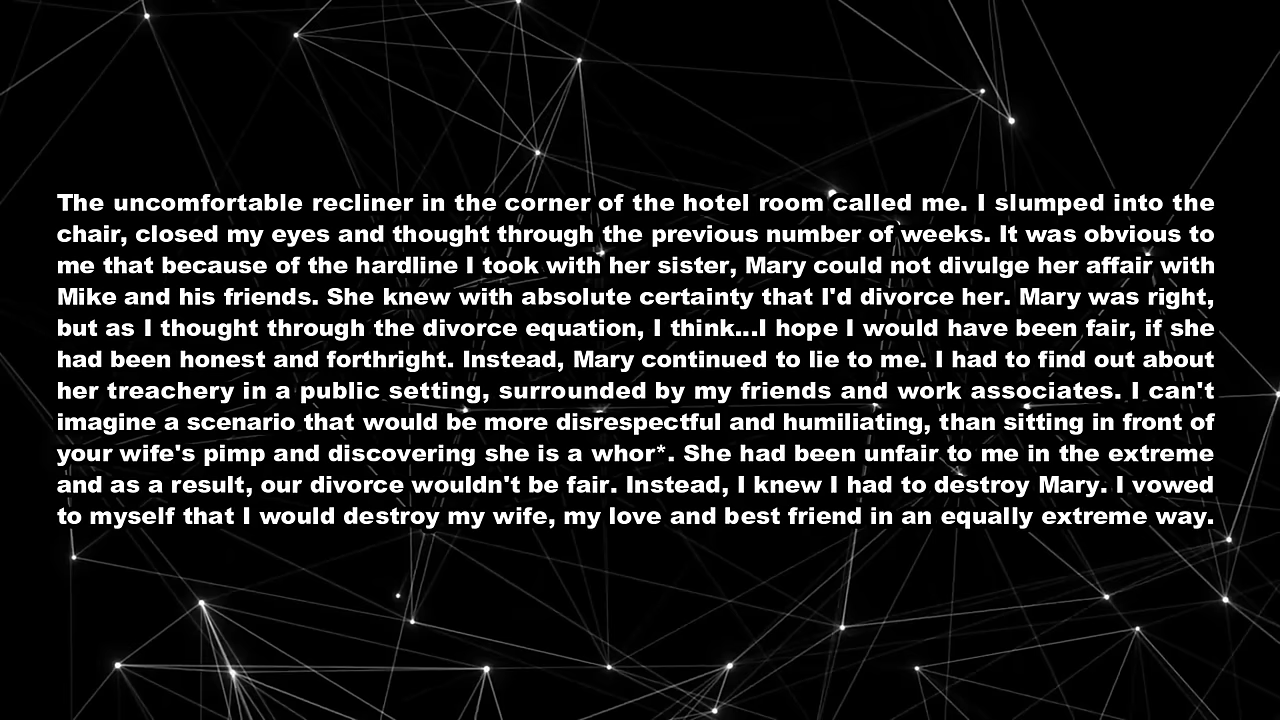 The uncomfortable recliner in the corner of the hotel room called me. I slumped into the
chair, closed my eyes and thought through the previous number of weeks. It was obvious to
me that because of the hardline I took with her sister, Mary could not divulge her affair with
Mike and his friends. She knew with absolute certainty that I'd divorce her. Mary was right,
but as I thought through the divorce equation, I think...I hope I would have been fair, if she
had been honest and forthright. Instead, Mary continued to lie to me. I had to find out about
her treachery in a public setting, surrounded by my friends and work associates. I can't
imagine a scenario that would be more disrespectful and humiliating, than sitting in front of
your wife's pimp and discovering she is a whor*. She had been unfair to me in the extreme
and as a result, our divorce wouldn't be fair. Instead, I knew I had to destroy Mary. I vowed
to myself that I would destroy my wife, my love and best friend in an equally extreme way.